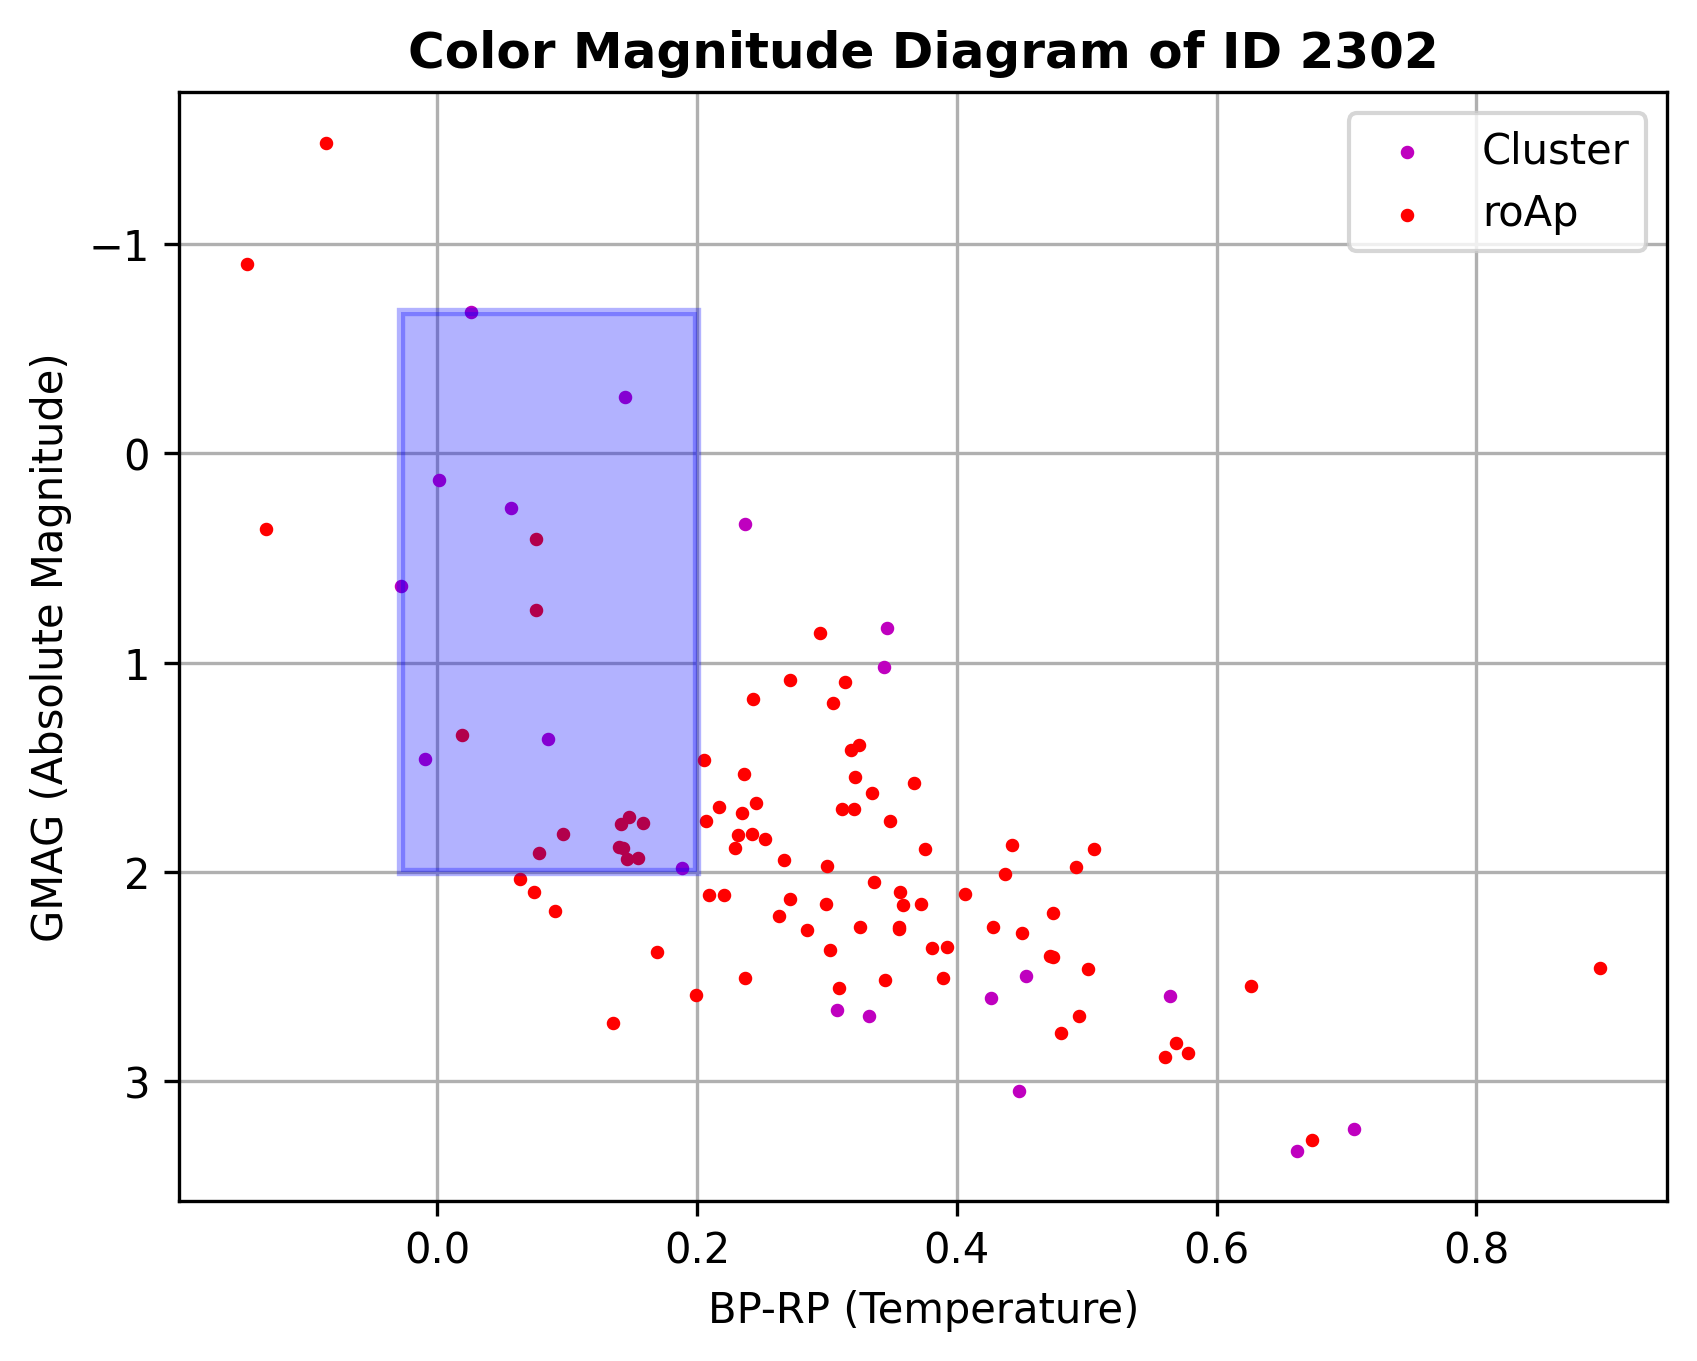 Color Magnitude Diagram of ID 2302
Cluster
roAp
−1
0
1
2
3
GMAG (Absolute Magnitude)
0.0 0.2 0.4 0.6 0.8
BP-RP (Temperature)